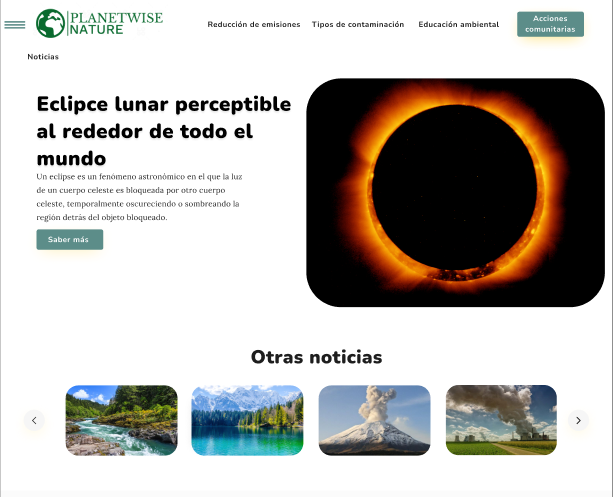 PLANETWISE
NATURE
Reducción de emisiones
Tipos de contaminación
Educación ambiental
Acciones
comunitarias
Noticias
Eclipce lunar perceptible
al rededor de todo el
mundo
Un eclipse es un fenómeno astronómico en el que la luz
de un cuerpo celeste es bloqueada por otro cuerpo
celeste, temporalmente oscureciendo o sombreando la
región detrás del objeto bloqueado.
Saber más
Otras noticias